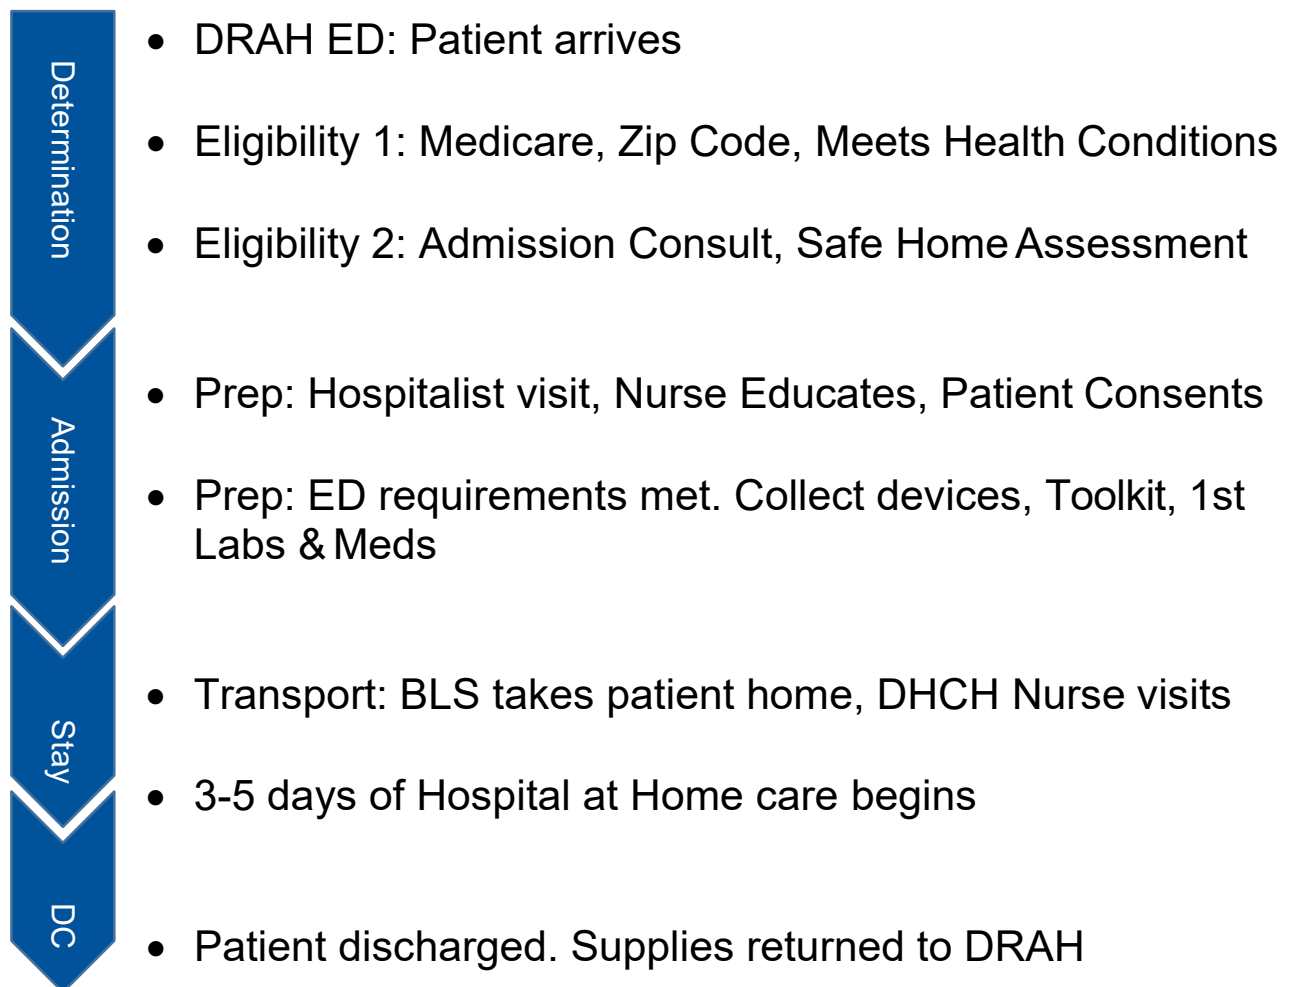 Determination
• DRAH ED: Patient arrives
• Eligibility 1: Medicare, Zip Code, Meets Health Conditions
• Eligibility 2: Admission Consult, Safe Home Assessment
Admission
• Prep: Hospitalist visit, Nurse Educates, Patient Consents
• Prep: ED requirements met. Collect devices, Toolkit, 1st
Labs & Meds
Stay
• Transport: BLS takes patient home, DHCH Nurse visits
• 3-5 days of Hospital at Home care begins
DC
• Patient discharged. Supplies returned to DRAH